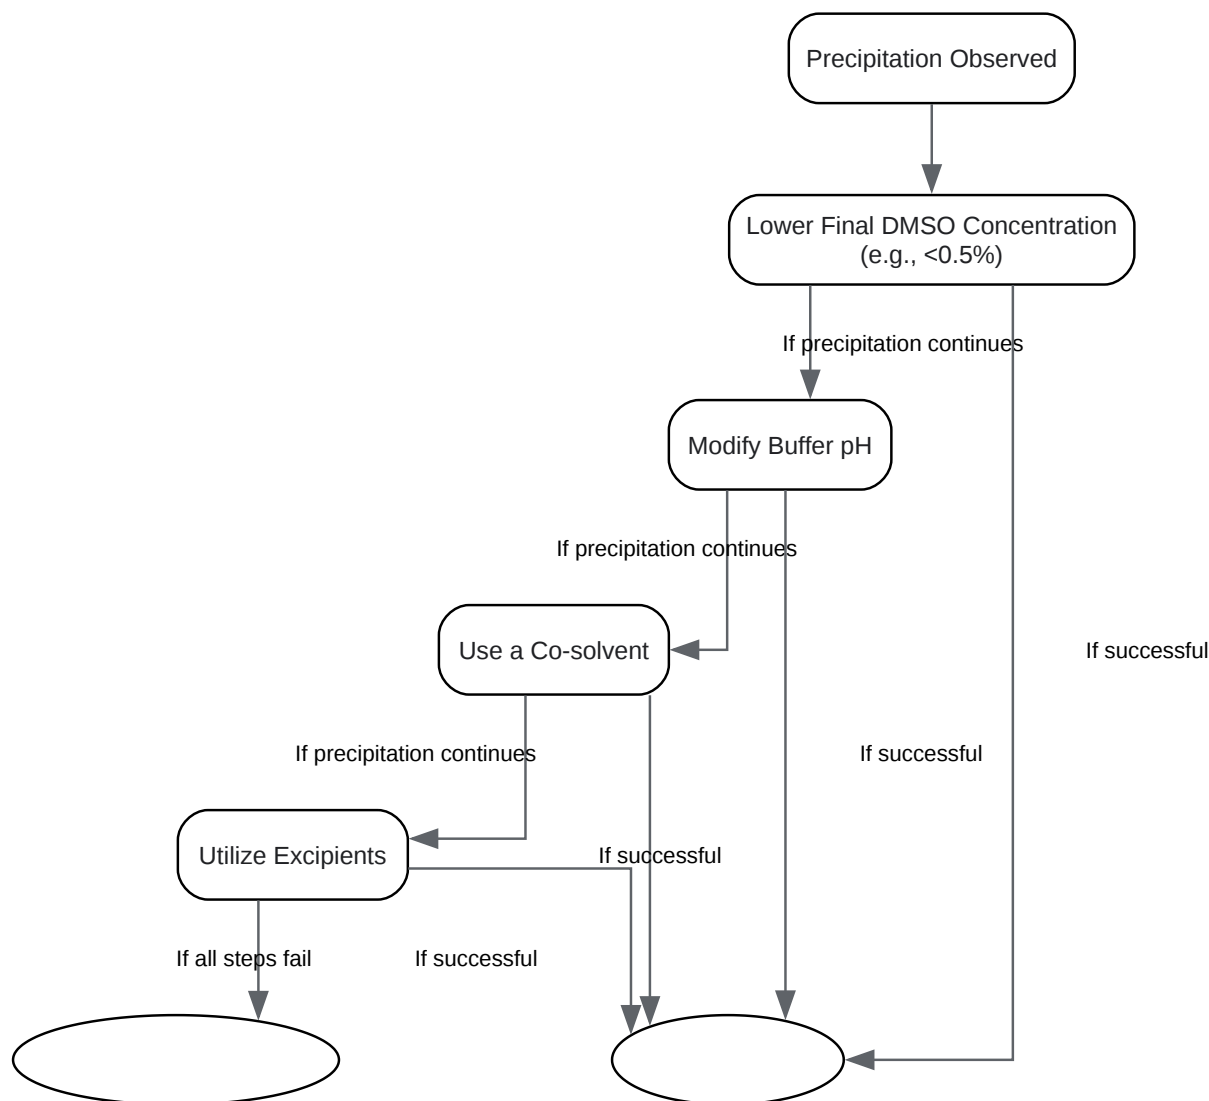 Precipitation Observed
Lower Final DMSO Concentration
(e.g., <0.5%)
If precipitation continues
Modify Buffer pH
If precipitation continues
Use a Co-solvent
If successful
If precipitation continues
If successful
Utilize Excipients
If successful
If all steps fail
If successful